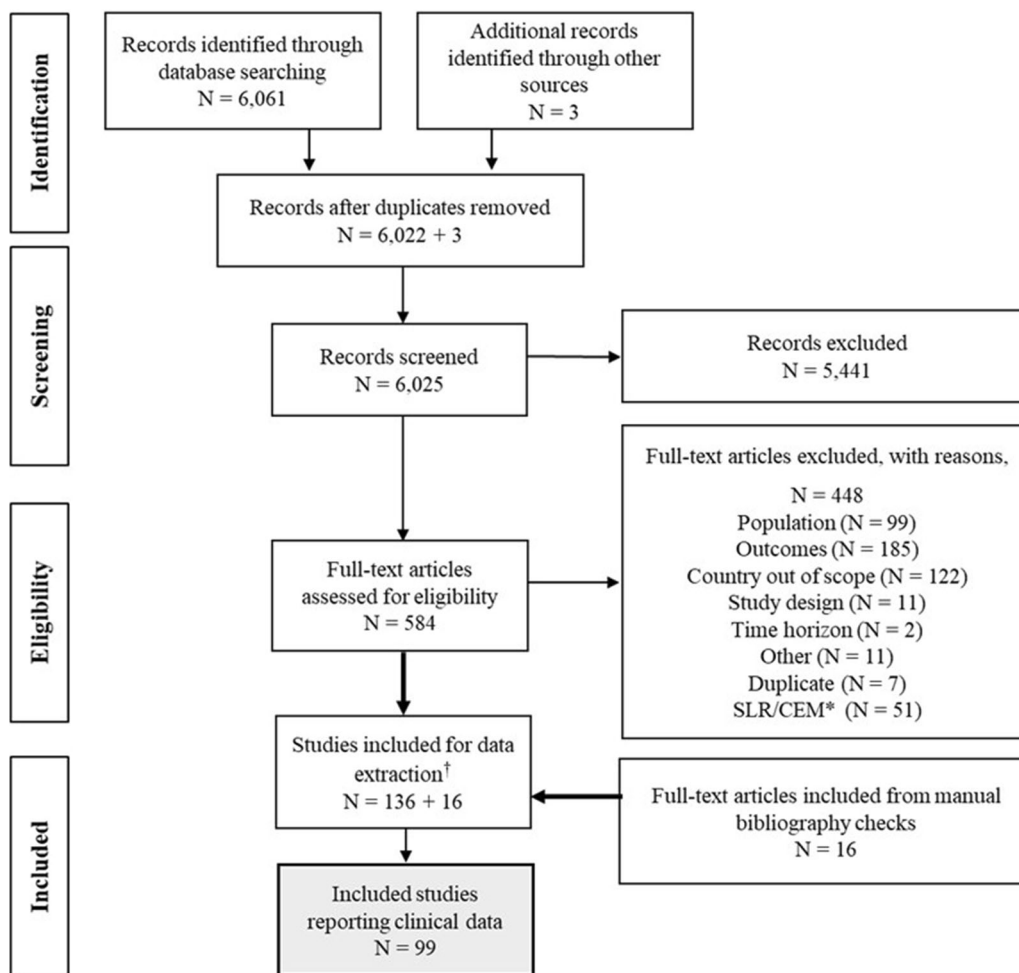 Identification
Records identified through
database searching
N = 6,061
Additional records
identified through other
sources
N = 3
Records after duplicates removed
N = 6,022 + 3
Screening
Records screened
N = 6,025
Records excluded
N = 5,441
Eligibility
Full-text articles
assessed for eligibility
N = 584
Full-text articles excluded, with reasons,
N = 448
Population (N = 99)
Outcomes (N = 185)
Country out of scope (N = 122)
Study design (N = 11)
Time horizon (N = 2)
Other (N = 11)
Duplicate (N = 7)
SLR/CEM* (N = 51)
Included
Studies included for data
extraction†
N = 136 + 16
Full-text articles included from manual
bibliography checks
N = 16
Included studies
reporting clinical data
N = 99